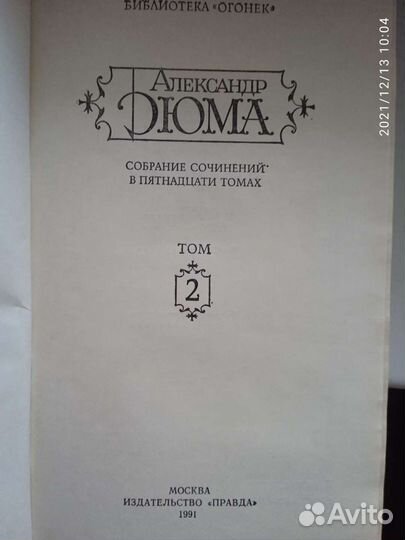 БИБЛИОТЕКА «ОГОНЕК»
АЛЕКСАНДР
ДЮМА
СОБРАНИЕ СОЧИНЕНИЙ
В ПЯТНАДЦАТИ ТОМАХ
ТОМ
2
МОСКВА
ИЗДАТЕЛЬСТВО «ПРАВДА»
1991
2021/12/13 10:04
Avito